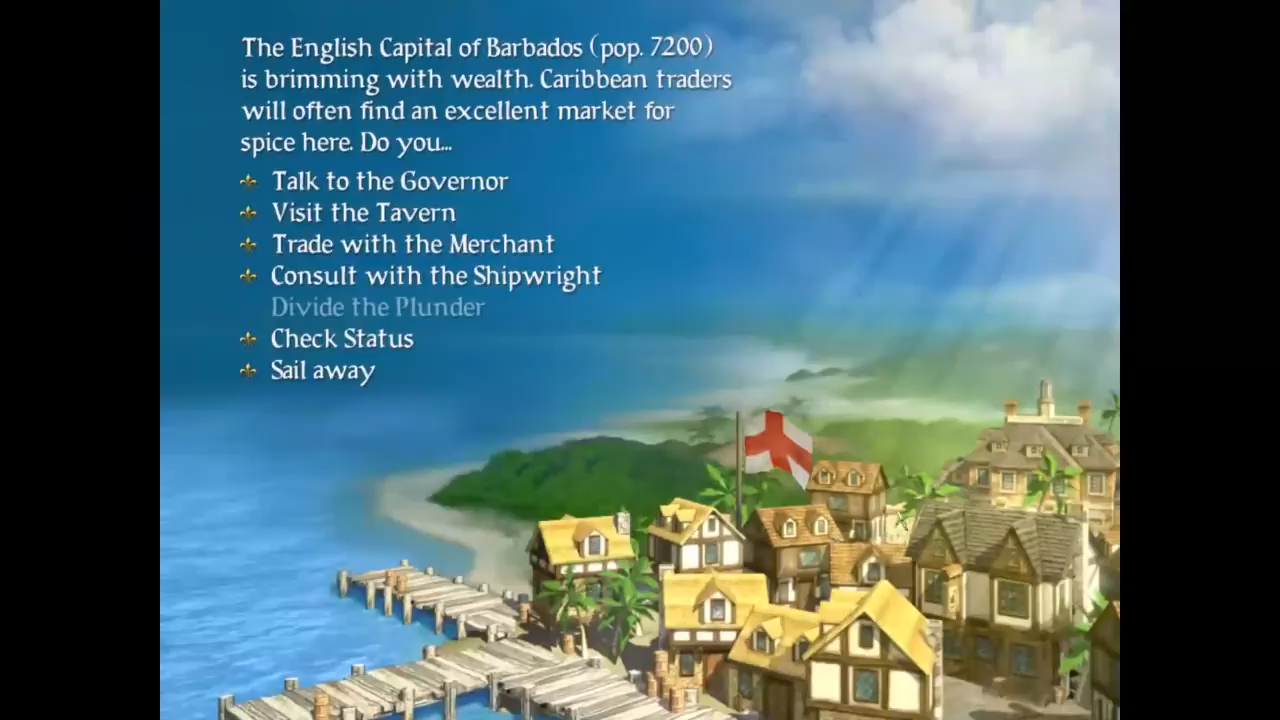 The English Capital of Barbados (pop. 7200)
is brimming with wealth. Caribbean traders
will often find an excellent market for
spice here. Do you...
Talk to the Governor
Visit the Tavern
Trade with the Merchant
Consult with the Shipwright
Divide the Plunder
Check Status
Sail away